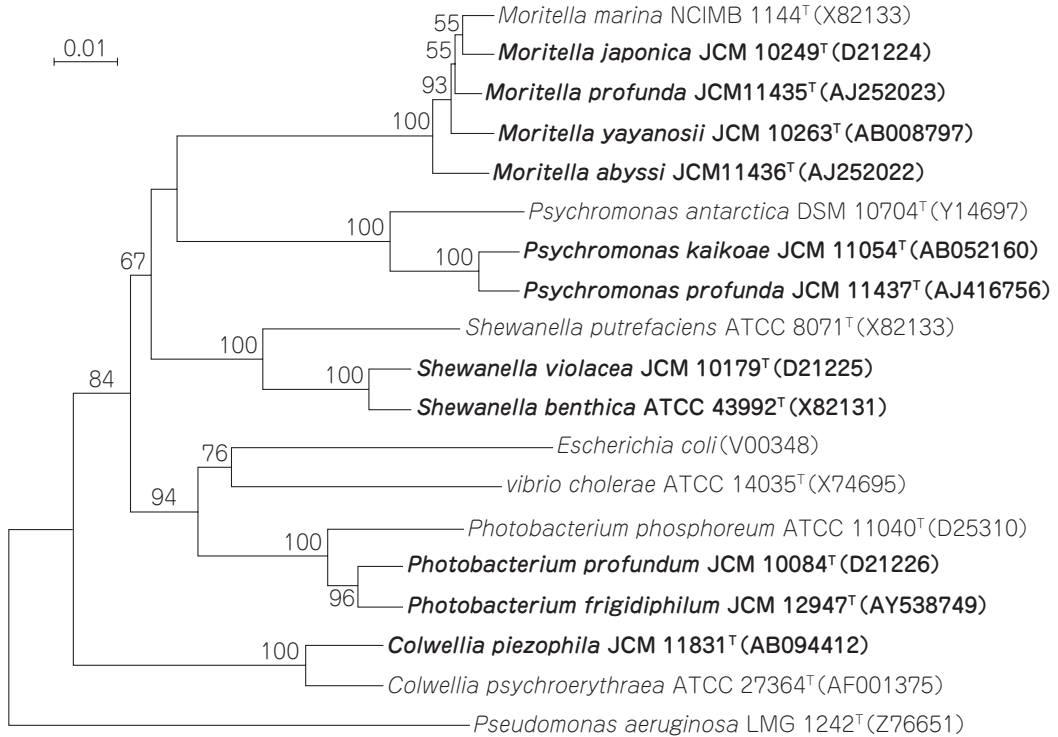 0.01
Moritella marina NCIMB 1144ᵀ(X82133)
55
Moritella japonica JCM 10249ᵀ(D21224)
55
Moritella profunda JCM11435ᵀ(AJ252023)
93
Moritella yayanosii JCM 10263ᵀ(AB008797)
100
Moritella abyssi JCM11436ᵀ(AJ252022)
Psychromonas antarctica DSM 10704ᵀ(Y14697)
100
Psychromonas kaikoae JCM 11054ᵀ(AB052160)
100
Psychromonas profunda JCM 11437ᵀ(AJ416756)
67
Shewanella putrefaciens ATCC 8071ᵀ(X82133)
100
Shewanella violacea JCM 10179ᵀ(D21225)
100
Shewanella benthica ATCC 43992ᵀ(X82131)
84
Escherichia coli(V00348)
76
vibrio cholerae ATCC 14035ᵀ(X74695)
94
Photobacterium phosphoreum ATCC 11040ᵀ(D25310)
100
Photobacterium profundum JCM 10084ᵀ(D21226)
96
Photobacterium frigidiphilum JCM 12947ᵀ(AY538749)
Colwellia piezophila JCM 11831ᵀ(AB094412)
100
Colwellia psychroerythraea ATCC 27364ᵀ(AF001375)
Pseudomonas aeruginosa LMG 1242ᵀ(Z76651)